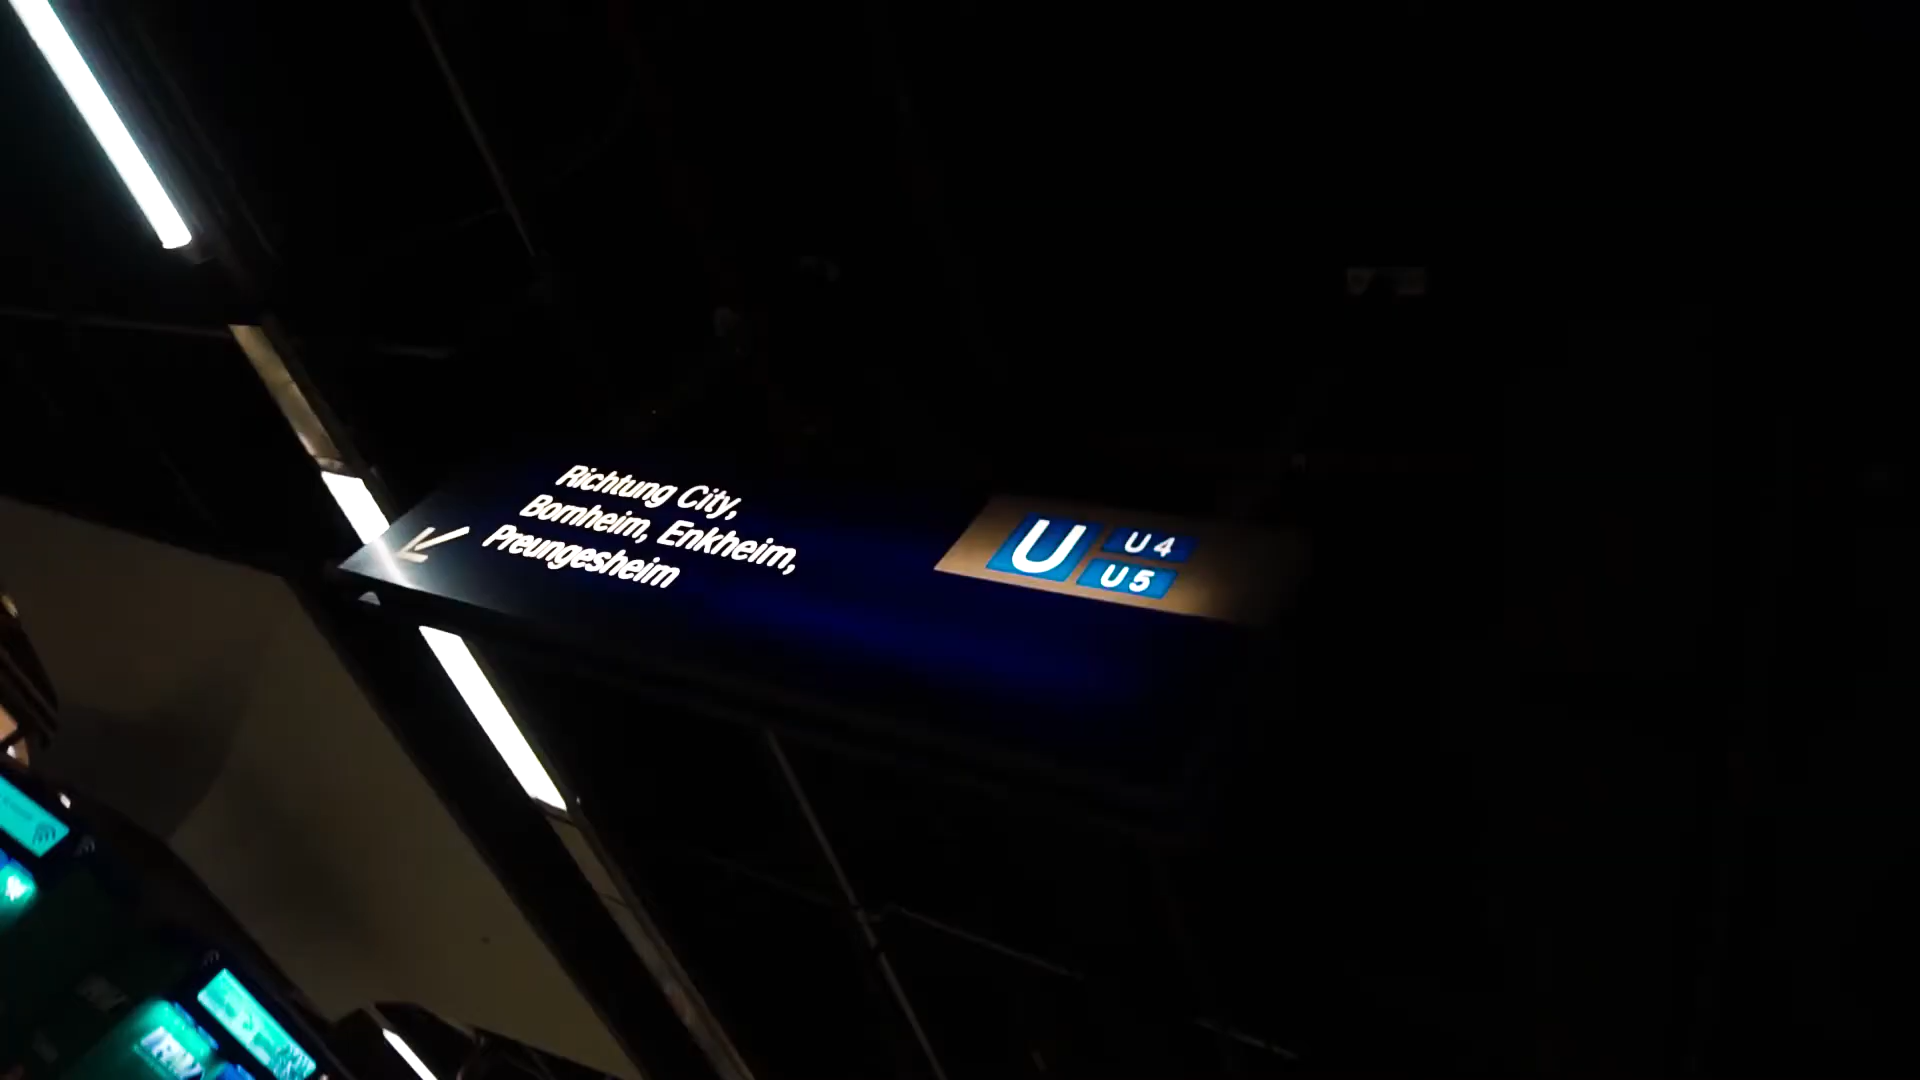 Richtung City,
Bornheim, Enkheim,
Preungesheim
U
U4
U5